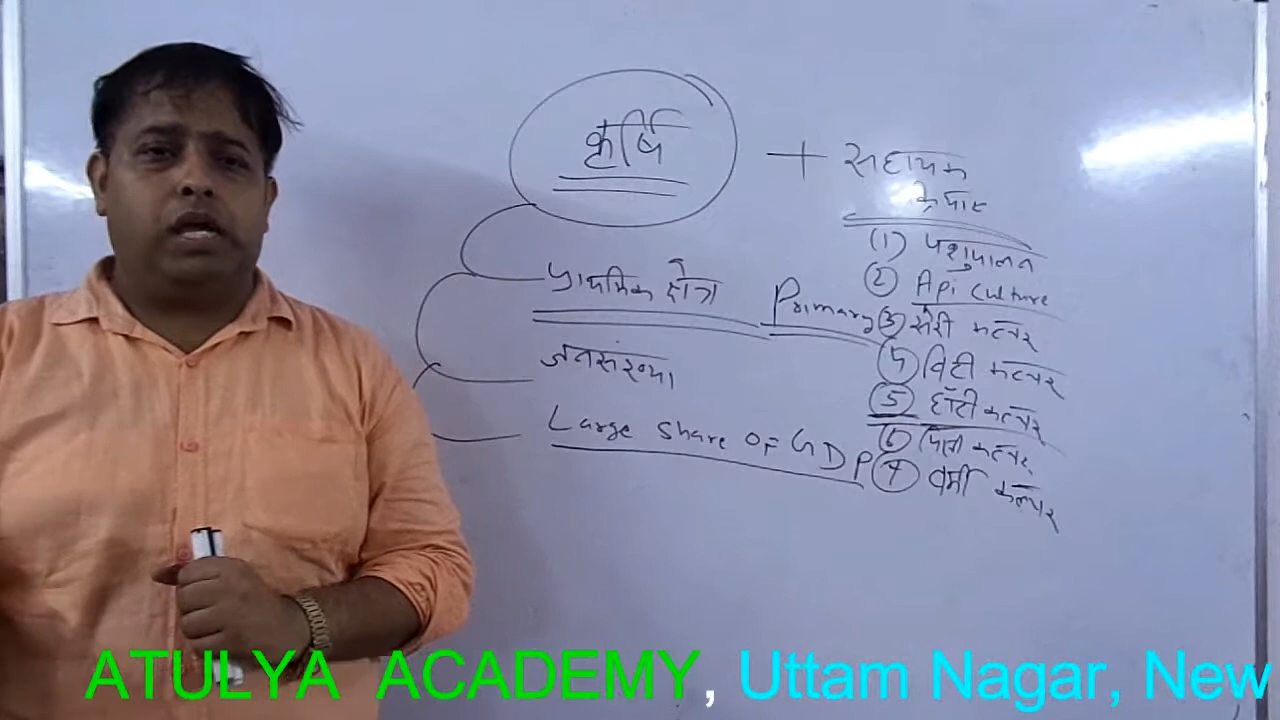 कृषि
+ सहायक
प्राथमिक क्षेत्र Primary
जनसंख्या
Large share of GDP
(1) पशुपालन
(2) Api culture
(3) सेरी कल्चर
(4) विटी कल्चर
(5) हॉर्टी कल्चर
(6) कल्चर
(7) वर्मी कल्चर
ATULYA ACADEMY, Uttam Nagar, New